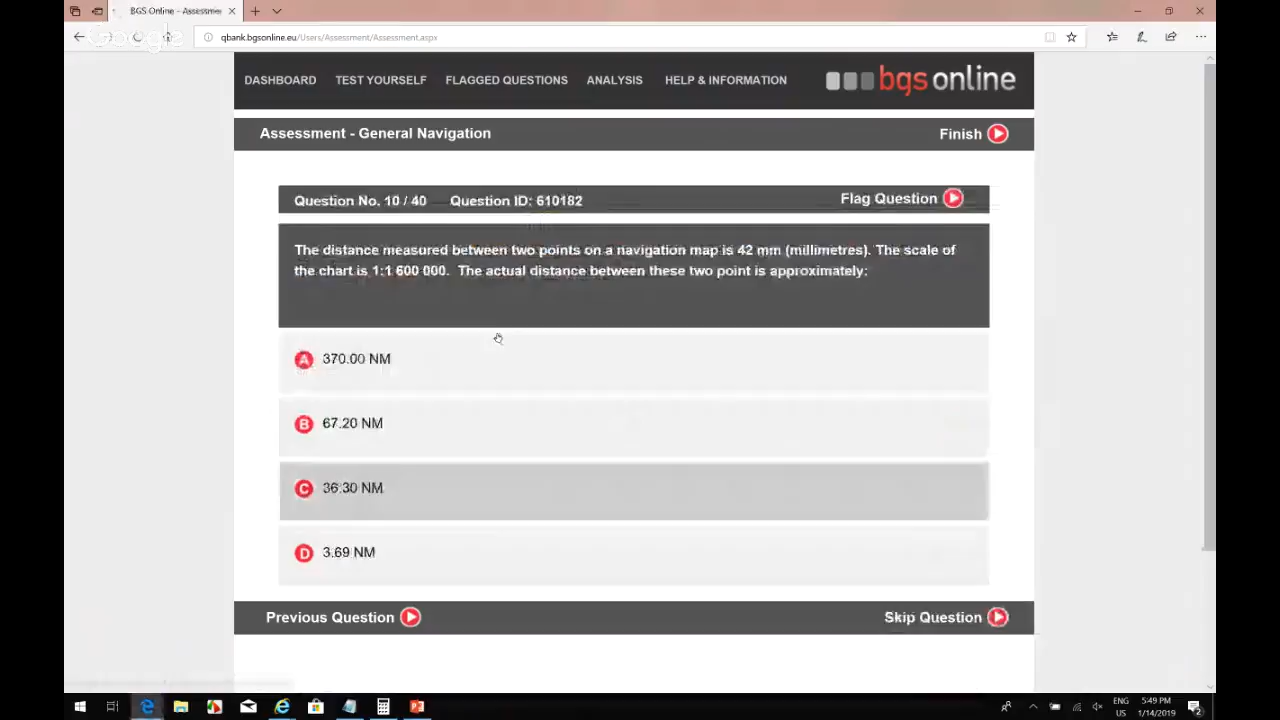 BGS Online - Assessmen
Google
qbank.bgsonline.eu/Users/Assessment/Assessment.aspx
DASHBOARD TEST YOURSELF FLAGGED QUESTIONS ANALYSIS HELP & INFORMATION bgs online
Assessment - General Navigation Finish
Question No. 10 / 40 Question ID: 610182 Flag Question
The distance measured between two points on a navigation map is 42 mm (millimetres). The scale of
the chart is 1:1 600 000. The actual distance between these two point is approximately:
A 370.00 NM
B 67.20 NM
C 36.30 NM
D 3.69 NM
Previous Question Skip Question
ENG 5:49 PM
US 1/14/2019 2